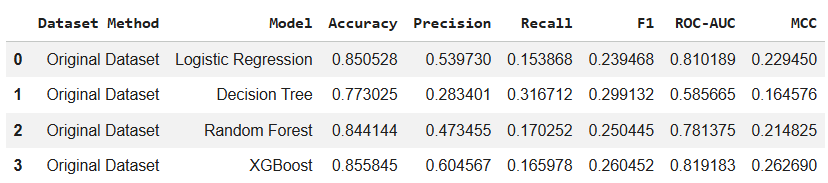 Dataset Method Model Accuracy Precision Recall F1 ROC-AUC MCC
0 Original Dataset Logistic Regression 0.850528 0.539730 0.153868 0.239468 0.810189 0.229450
1 Original Dataset Decision Tree 0.773025 0.283401 0.316712 0.299132 0.585665 0.164576
2 Original Dataset Random Forest 0.844144 0.473455 0.170252 0.250445 0.781375 0.214825
3 Original Dataset XGBoost 0.855845 0.604567 0.165978 0.260452 0.819183 0.262690